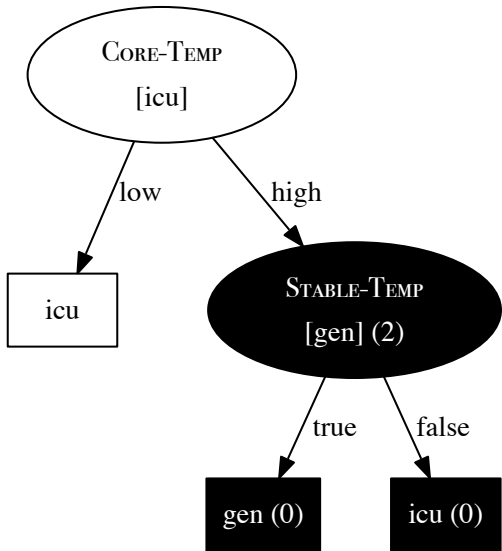 Core-Temp
[icu]
low
high
icu
Stable-Temp
[gen] (2)
true
false
gen (0)
icu (0)